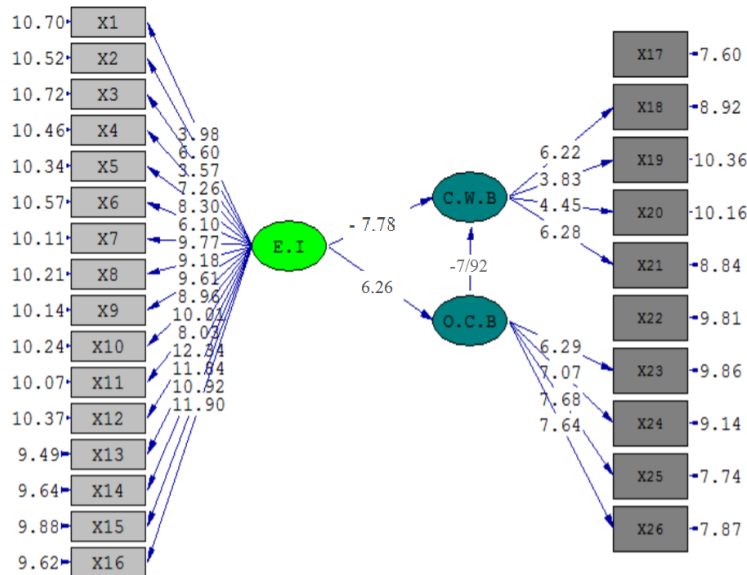 10.70 X1
10.52 X2
10.72 X3
10.46 X4
10.34 X5
10.57 X6
10.11 X7
10.21 X8
10.14 X9
10.24 X10
10.07 X11
10.37 X12
9.49 X13
9.64 X14
9.88 X15
9.62 X16
3.98
6.60
3.57
7.26
8.30
6.10
9.77
9.18
9.61
8.96
10.01
8.03
12.34
11.84
10.92
11.90
E.I
- 7.78
6.26
C.W.B
-7/92
O.C.B
6.22
3.83
4.45
6.28
6.29
7.07
7.68
7.64
X17 7.60
X18 8.92
X19 10.36
X20 10.16
X21 8.84
X22 9.81
X23 9.86
X24 9.14
X25 7.74
X26 7.87